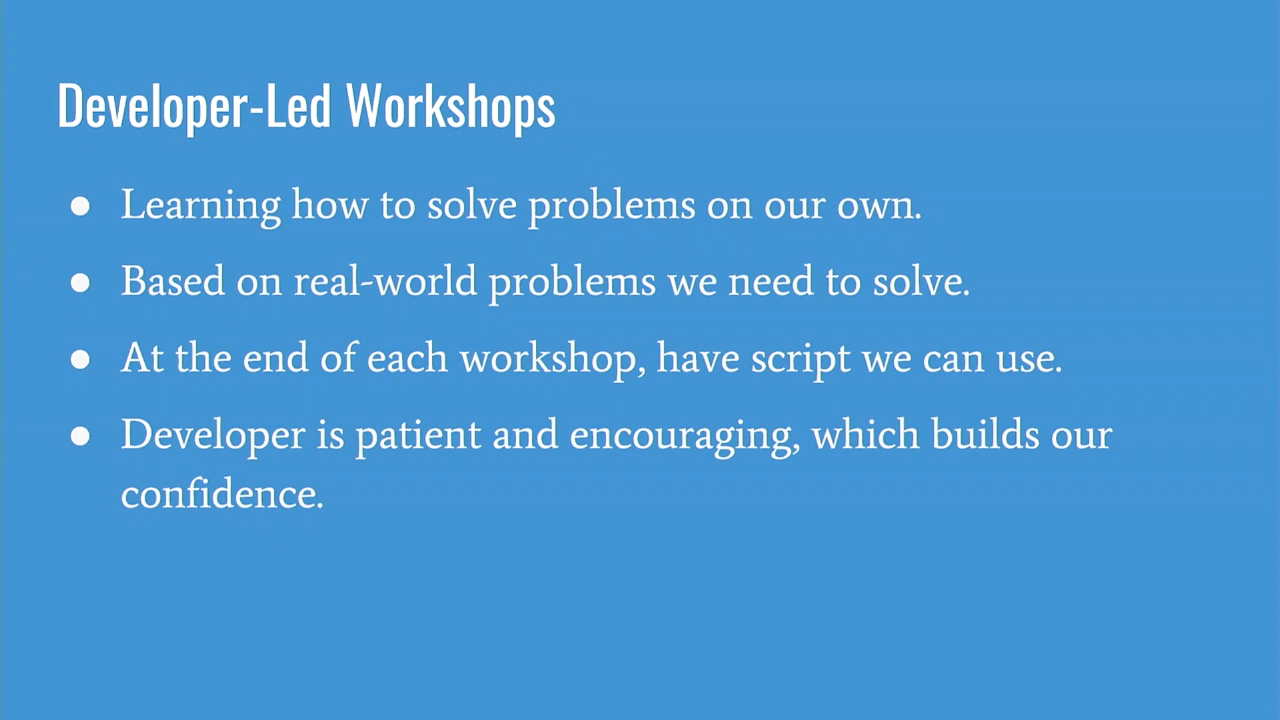 Developer-Led Workshops
● Learning how to solve problems on our own.
● Based on real-world problems we need to solve.
● At the end of each workshop, have script we can use.
● Developer is patient and encouraging, which builds our
confidence.